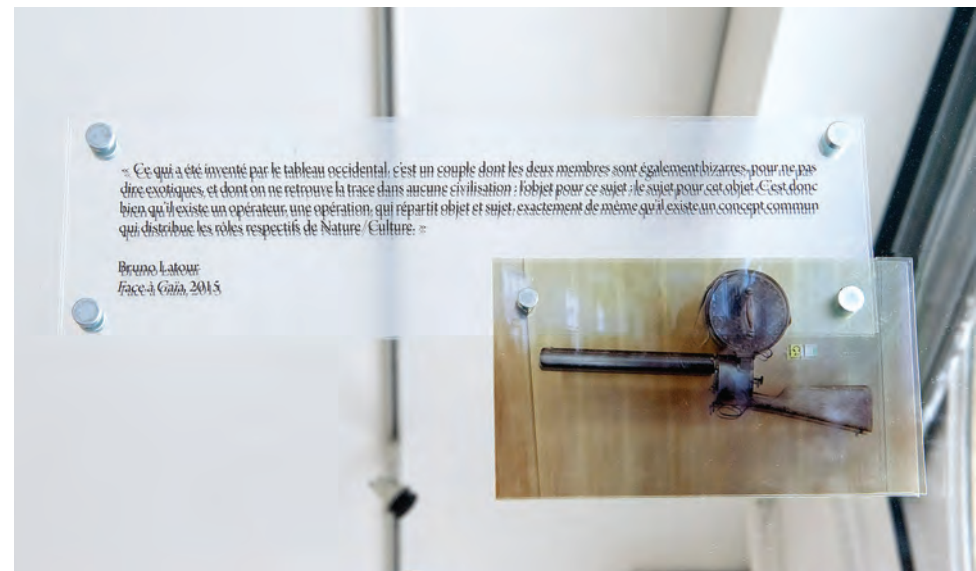 « Ce qui a été inventé par le tableau occidental, c'est un couple dont les deux membres sont également bizarres, pour ne pas
dire exotiques, et dont on ne retrouve la trace dans aucune civilisation : l'objet pour ce sujet ; le sujet pour cet objet. C'est donc
bien qu'il existe un opérateur, une opération, qui répartit objet et sujet, exactement de même qu'il existe un concept commun
qui distribue les rôles respectifs de Nature/Culture. »
Bruno Latour
Face à Gaïa, 2015